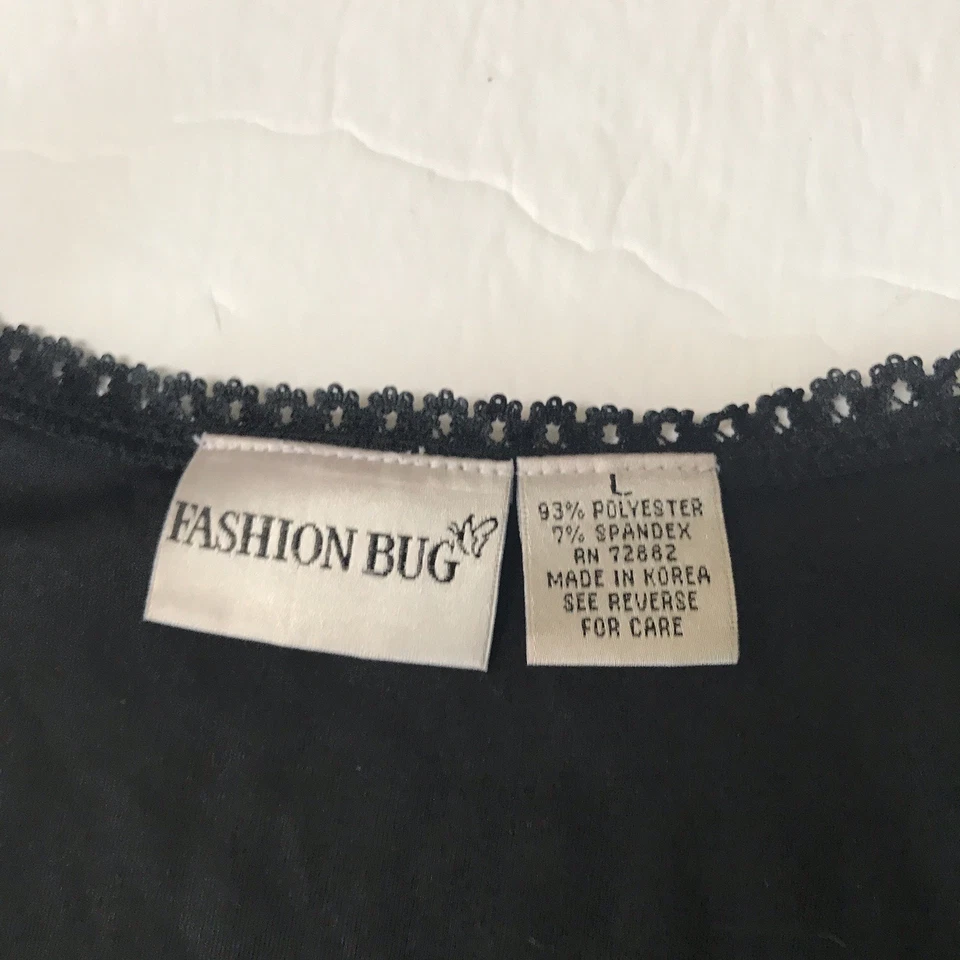 FASHION BUG
L
93% POLYESTER
7% SPANDEX
RN 72882
MADE IN KOREA
SEE REVERSE
FOR CARE